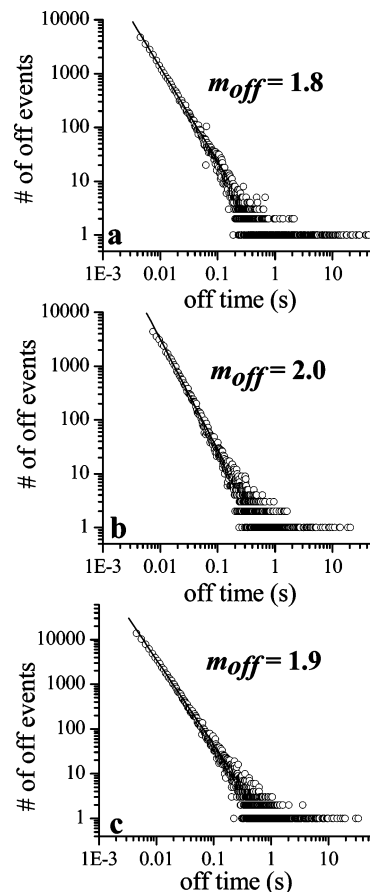 10000
1000
100
10
1
# of off events
m_off = 1.8
a
1E-3 0.01 0.1 1 10
off time (s)
10000
1000
100
10
1
# of off events
m_off = 2.0
b
1E-3 0.01 0.1 1 10
off time (s)
10000
1000
100
10
1
# of off events
m_off = 1.9
c
1E-3 0.01 0.1 1 10
off time (s)